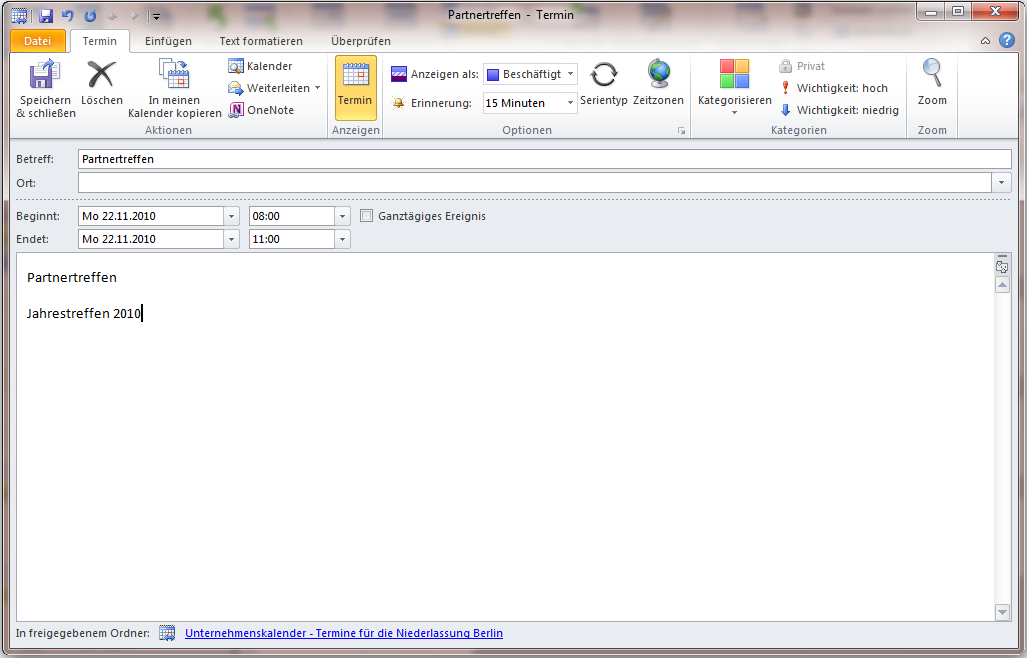 Partnertreffen - Termin
Datei Termin Einfügen Text formatieren Überprüfen
Speichern & schließen
Löschen
In meinen Kalender kopieren
Kalender
Weiterleiten
OneNote
Aktionen
Termin
Anzeigen
Anzeigen als: Beschäftigt
Erinnerung: 15 Minuten
Serientyp
Zeitzonen
Optionen
Kategorisieren
Privat
Wichtigkeit: hoch
Wichtigkeit: niedrig
Kategorien
Zoom
Zoom
Betreff: Partnertreffen
Ort:
Beginnt: Mo 22.11.2010 08:00 Ganztägiges Ereignis
Endet: Mo 22.11.2010 11:00
Partnertreffen
Jahrestreffen 2010
In freigegebenem Ordner: Unternehmenskalender - Termine für die Niederlassung Berlin